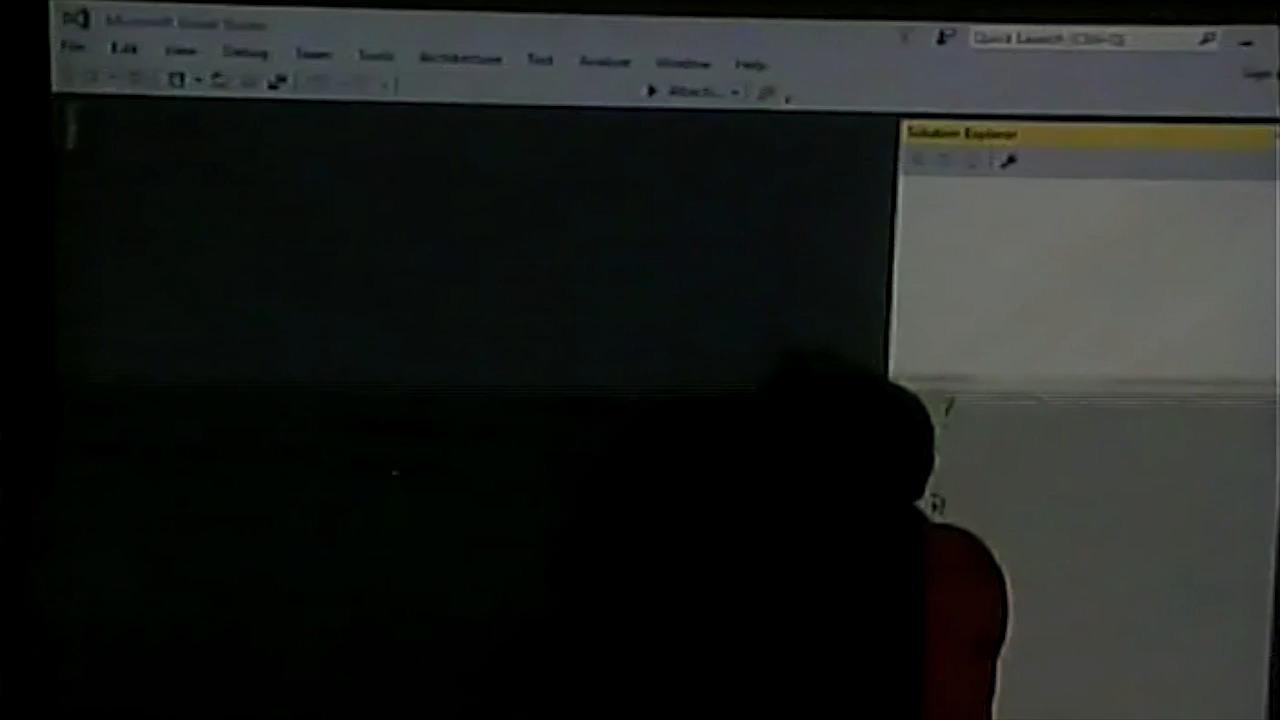 Microsoft Visual Studio
Quick Launch (Ctrl+Q)
File Edit View Debug Team Tools Architecture Test Analyze Window Help
Attach...
Sign
Solution Explorer